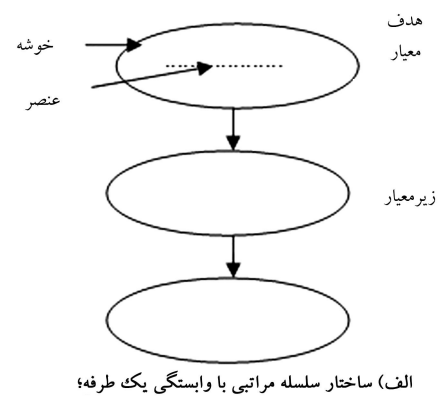 هدف
معیار
خوشه
عنصر
زیرمعیار
الف) ساختار سلسله مراتبی با وابستگی یک طرفه؛